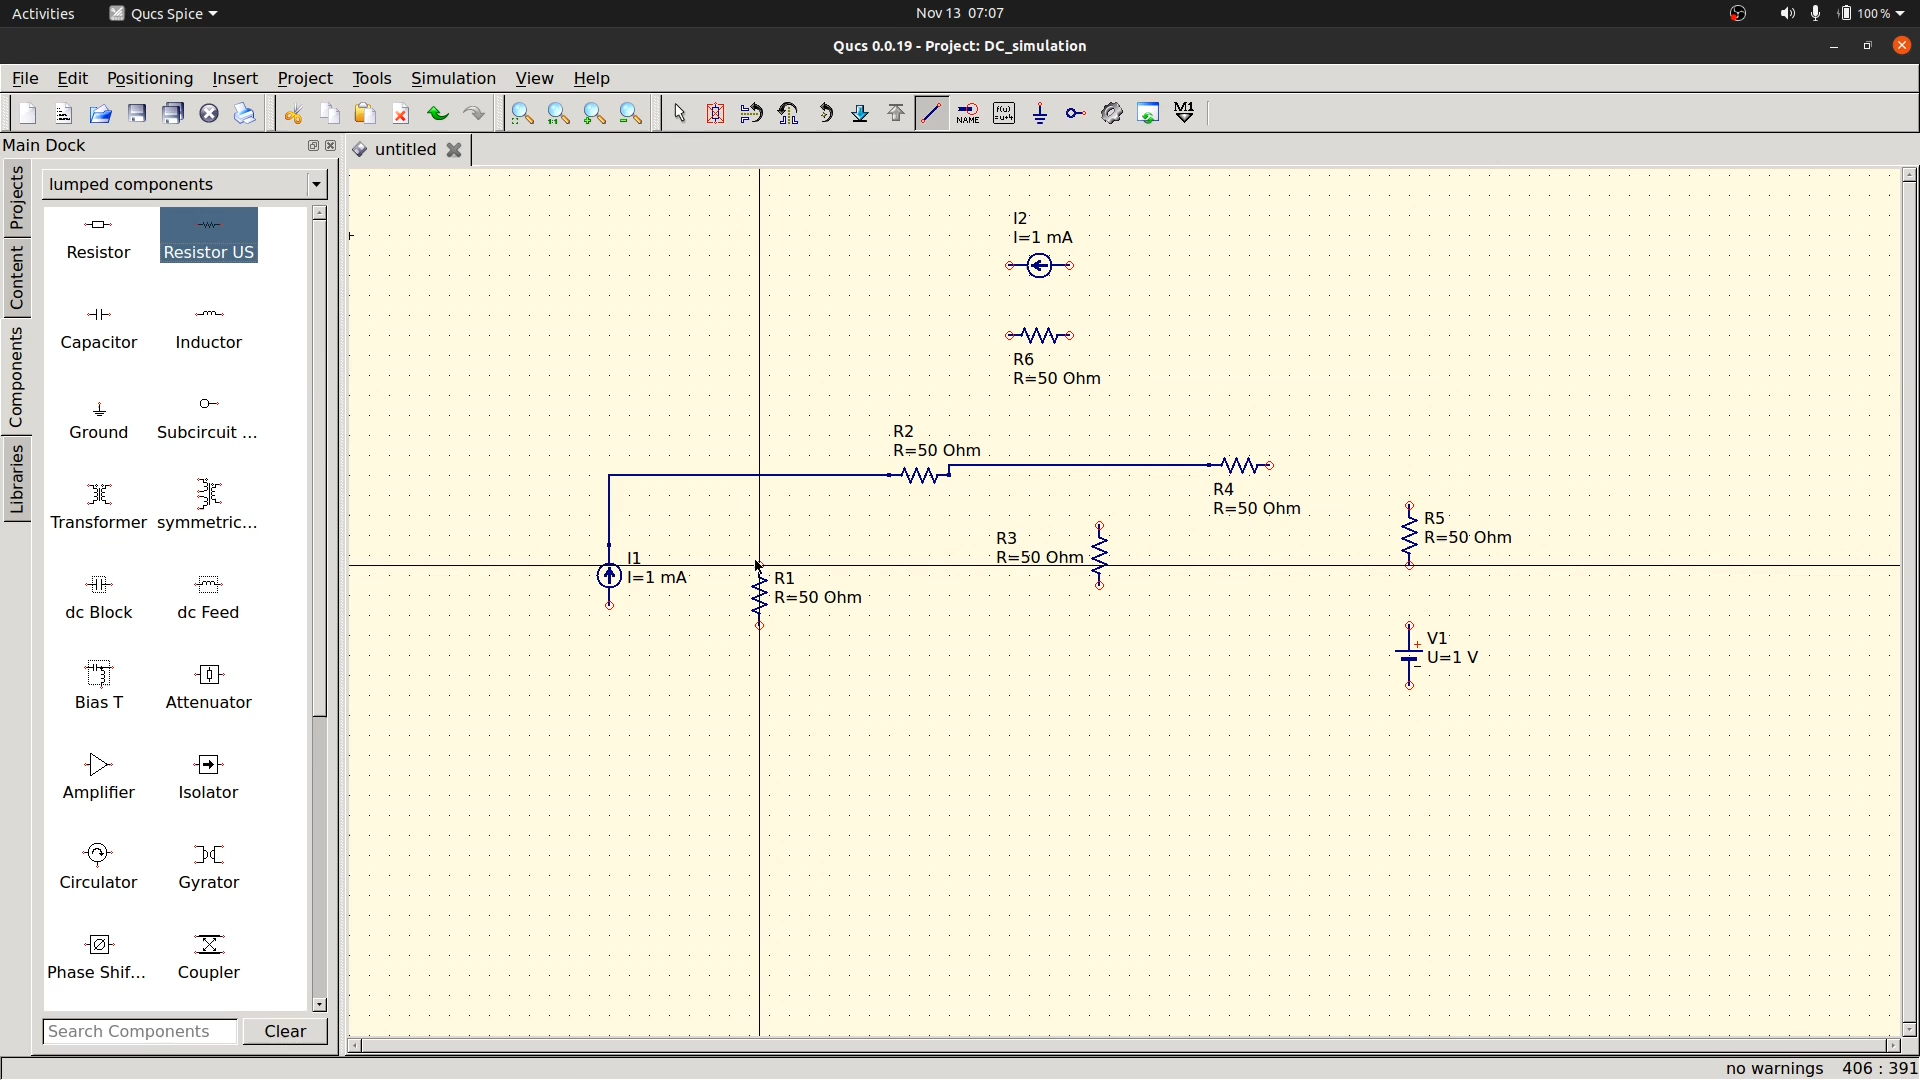 Activities
Qucs Spice
Nov 13 07:07
100 %
Qucs 0.0.19 - Project: DC_simulation
File Edit Positioning Insert Project Tools Simulation View Help
NAME
f(u)
=u+4
M1
Main Dock
untitled
Projects
Content
Components
Libraries
lumped components
Resistor
Resistor US
Capacitor
Inductor
Ground
Subcircuit ...
Transformer
symmetric...
dc Block
dc Feed
Bias T
Attenuator
Amplifier
Isolator
Circulator
Gyrator
Phase Shif...
Coupler
Search Components
Clear
I2
I=1 mA
R6
R=50 Ohm
R2
R=50 Ohm
R4
R=50 Ohm
R5
R=50 Ohm
R3
R=50 Ohm
I1
I=1 mA
R1
R=50 Ohm
V1
U=1 V
no warnings
406 : 391